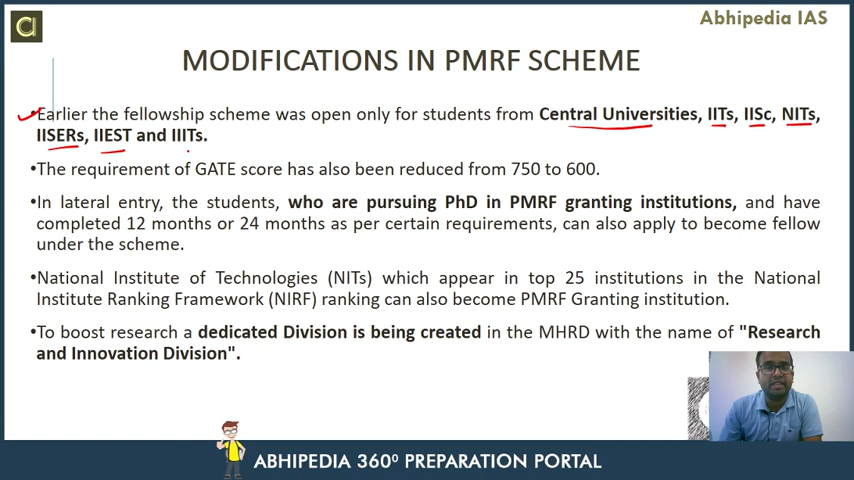 Abhipedia IAS
a
MODIFICATIONS IN PMRF SCHEME
•Earlier the fellowship scheme was open only for students from Central Universities, IITs, IISc, NITs,
IISERs, IIEST and IIITs.
•The requirement of GATE score has also been reduced from 750 to 600.
•In lateral entry, the students, who are pursuing PhD in PMRF granting institutions, and have
completed 12 months or 24 months as per certain requirements, can also apply to become fellow
under the scheme.
•National Institute of Technologies (NITs) which appear in top 25 institutions in the National
Institute Ranking Framework (NIRF) ranking can also become PMRF Granting institution.
•To boost research a dedicated Division is being created in the MHRD with the name of "Research
and Innovation Division".
ABHIPEDIA 360⁰ PREPARATION PORTAL